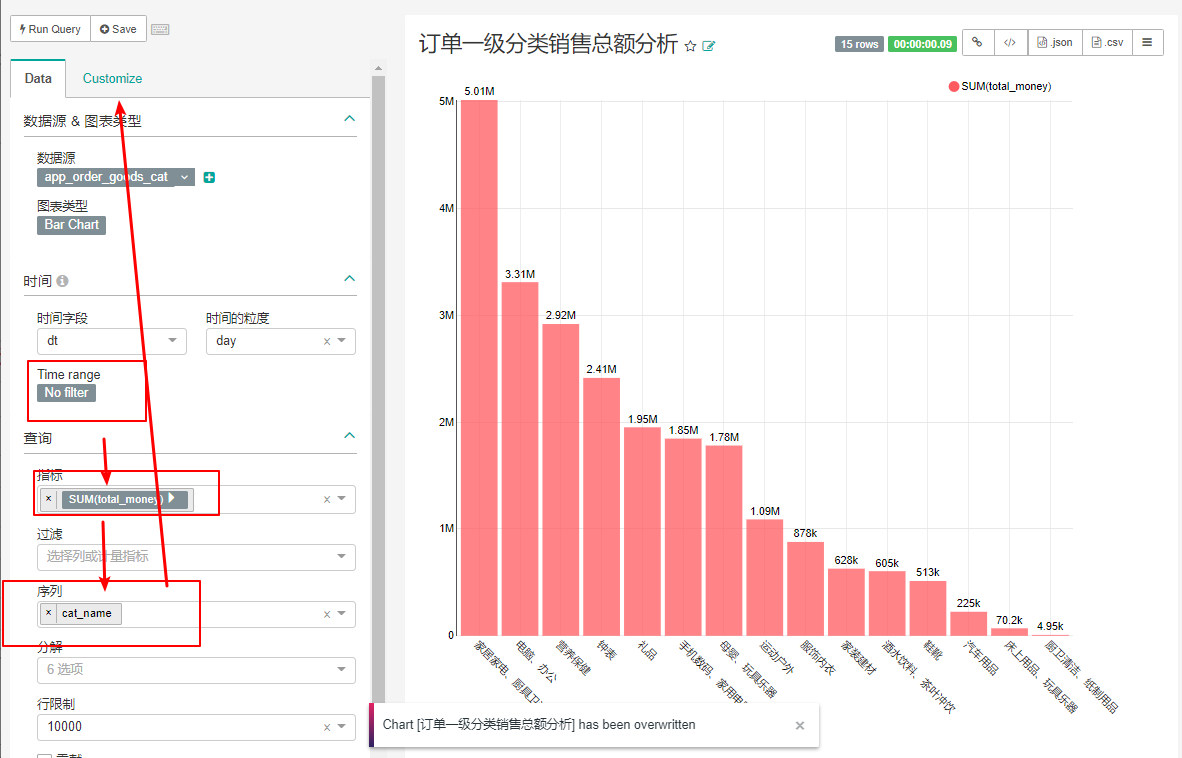 Run Query
Save
Data
Customize
数据源 & 图表类型
数据源
app_order_goods_cat
图表类型
Bar Chart
时间
时间字段
时间的粒度
dt
day
Time range
No filter
查询
指标
SUM(total_money)
过滤
选择列或计量指标
序列
cat_name
分解
6 选项
行限制
10000
订单一级分类销售总额分析
15 rows
00:00:00.09
.json
.csv
SUM(total_money)
5M
4M
3M
2M
1M
0
5.01M
3.31M
2.92M
2.41M
1.95M
1.85M
1.78M
1.09M
878k
628k
605k
513k
225k
70.2k
4.95k
家居家电、厨具卫
电脑、办公
营养保健
钟表
礼品
手机数码、家用电
母婴、玩具乐器
运动户外
服饰内衣
家装建材
酒水饮料、茶叶冲饮
鞋靴
汽车用品
床上用品、玩具乐器
厨卫清洁、纸制用品
Chart [订单一级分类销售总额分析] has been overwritten